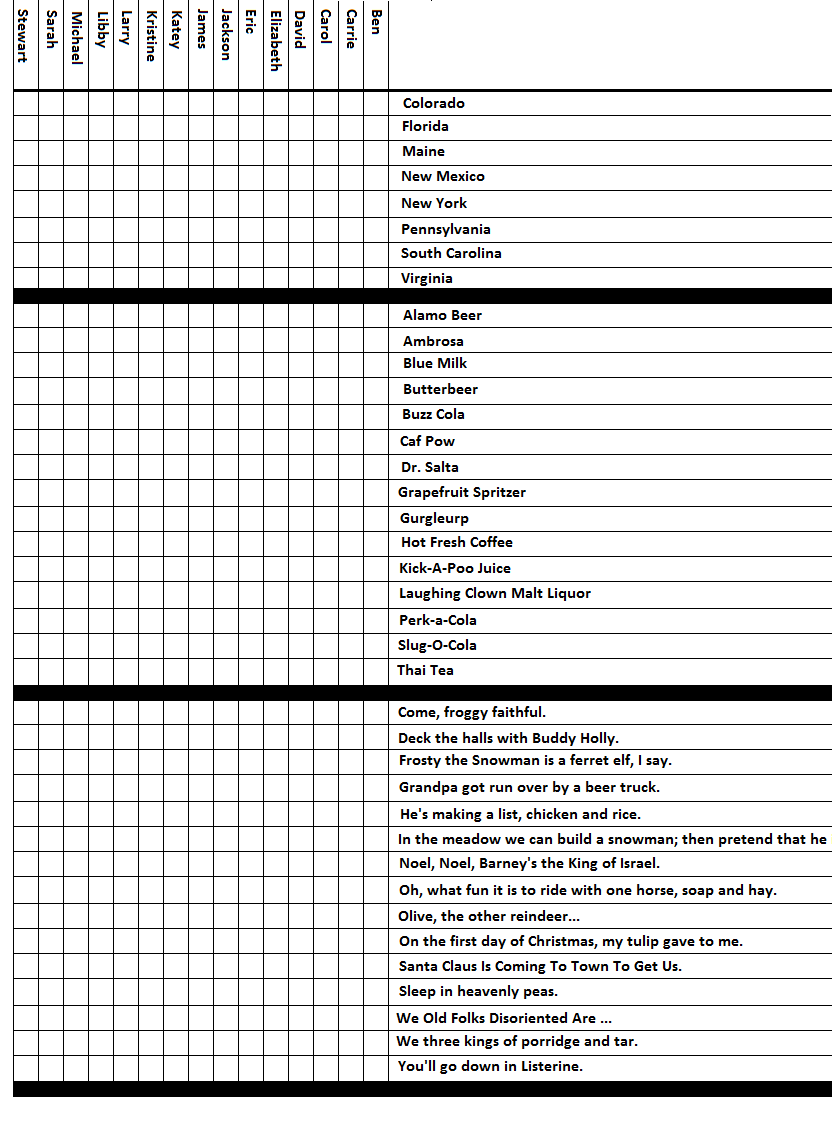 Stewart
Sarah
Michael
Libby
Larry
Kristine
Katey
James
Jackson
Eric
Elizabeth
David
Carol
Carrie
Ben
Colorado
Florida
Maine
New Mexico
New York
Pennsylvania
South Carolina
Virginia
Alamo Beer
Ambrosa
Blue Milk
Butterbeer
Buzz Cola
Caf Pow
Dr. Salta
Grapefruit Spritzer
Gurgleurp
Hot Fresh Coffee
Kick-A-Poo Juice
Laughing Clown Malt Liquor
Perk-a-Cola
Slug-O-Cola
Thai Tea
Come, froggy faithful.
Deck the halls with Buddy Holly.
Frosty the Snowman is a ferret elf, I say.
Grandpa got run over by a beer truck.
He's making a list, chicken and rice.
In the meadow we can build a snowman; then pretend that he
Noel, Noel, Barney's the King of Israel.
Oh, what fun it is to ride with one horse, soap and hay.
Olive, the other reindeer...
On the first day of Christmas, my tulip gave to me.
Santa Claus Is Coming To Town To Get Us.
Sleep in heavenly peas.
We Old Folks Disoriented Are ...
We three kings of porridge and tar.
You'll go down in Listerine.